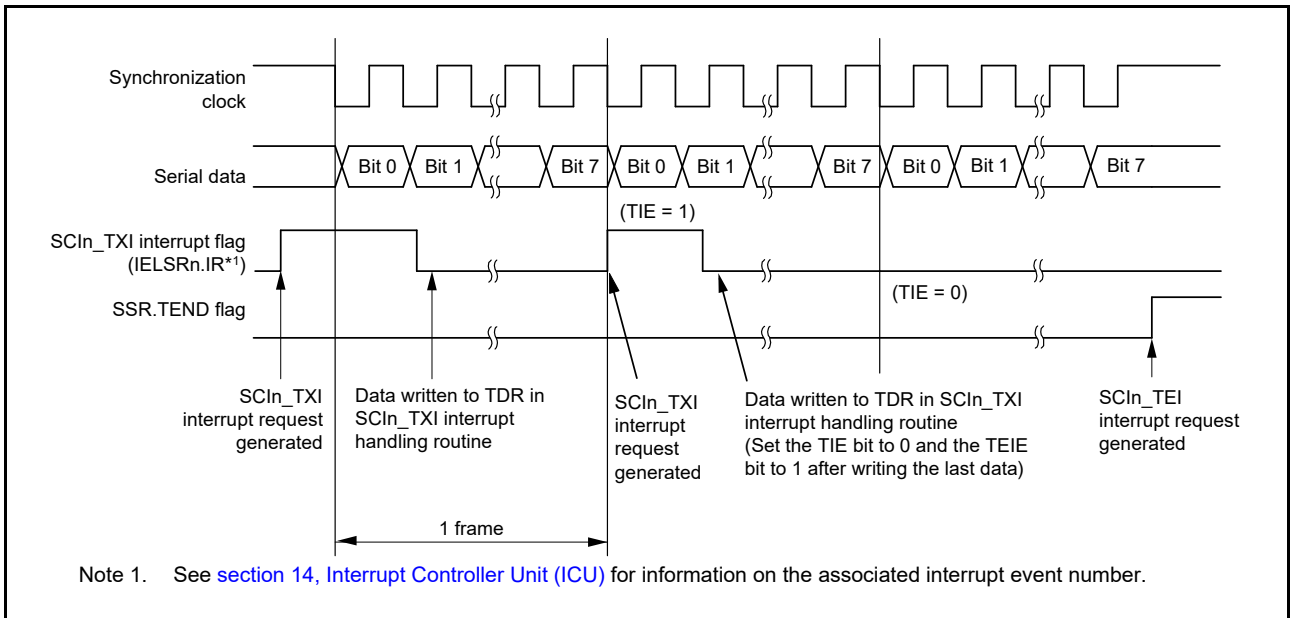 Synchronization
clock
Serial data
Bit 0 Bit 1 Bit 7 Bit 0 Bit 1 Bit 7 Bit 0 Bit 1 Bit 7
(TIE = 1)
SCIn_TXI interrupt flag
(IELSRn.IR*1)
(TIE = 0)
SSR.TEND flag
SCIn_TXI
interrupt request
generated
Data written to TDR in
SCIn_TXI interrupt
handling routine
SCIn_TXI
interrupt
request
generated
Data written to TDR in SCIn_TXI
interrupt handling routine
(Set the TIE bit to 0 and the TEIE
bit to 1 after writing the last data)
SCIn_TEI
interrupt request
generated
1 frame
Note 1. See section 14, Interrupt Controller Unit (ICU) for information on the associated interrupt event number.